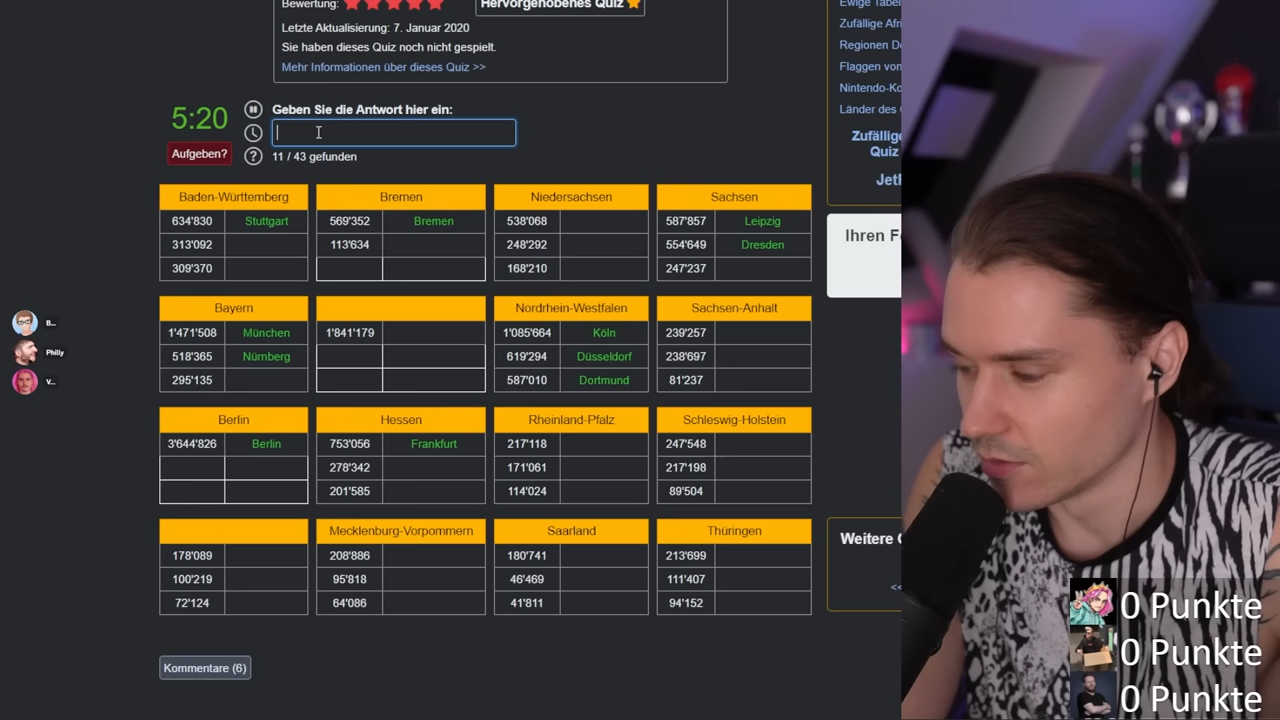 Bewertung:
Hervorgehobenes Quiz
Letzte Aktualisierung: 7. Januar 2020
Sie haben dieses Quiz noch nicht gespielt.
Mehr Informationen über dieses Quiz >>
Ewige Tabel
Zufällige Afri
Regionen De
Flaggen von
Nintendo-Ko
Länder des
Zufällige
Quiz
Jet
5:20
Aufgeben?
Geben Sie die Antwort hier ein:
11 / 43 gefunden
Baden-Württemberg
634'830 Stuttgart
313'092
309'370
Bremen
569'352 Bremen
113'634
Niedersachsen
538'068
248'292
168'210
Sachsen
587'857 Leipzig
554'649 Dresden
247'237
Ihren F
Bayern
1'471'508 München
518'365 Nürnberg
295'135
1'841'179
Nordrhein-Westfalen
1'085'664 Köln
619'294 Düsseldorf
587'010 Dortmund
Sachsen-Anhalt
239'257
238'697
81'237
B...
Philly
V...
Berlin
3'644'826 Berlin
Hessen
753'056 Frankfurt
278'342
201'585
Rheinland-Pfalz
217'118
171'061
114'024
Schleswig-Holstein
247'548
217'198
89'504
178'089
100'219
72'124
Mecklenburg-Vorpommern
208'886
95'818
64'086
Saarland
180'741
46'469
41'811
Thüringen
213'699
111'407
94'152
Weitere
<<
Kommentare (6)
0 Punkte
0 Punkte
0 Punkte